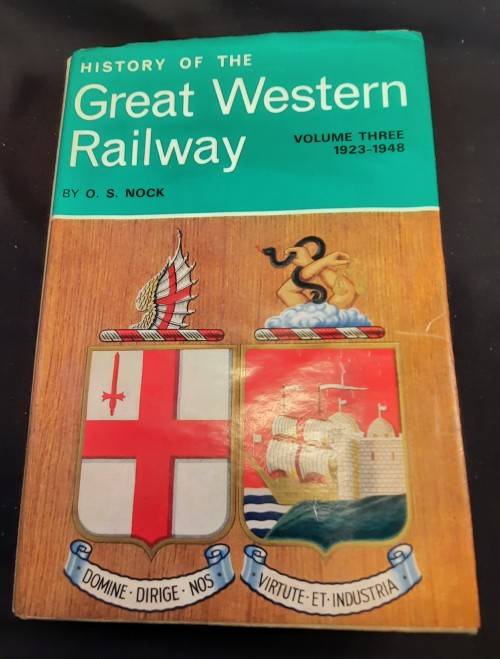 HISTORY OF THE
Great Western
Railway
VOLUME THREE
1923-1948
BY O. S. NOCK
DOMINE · DIRIGE · NOS
VIRTUTE · ET · INDUSTRIA